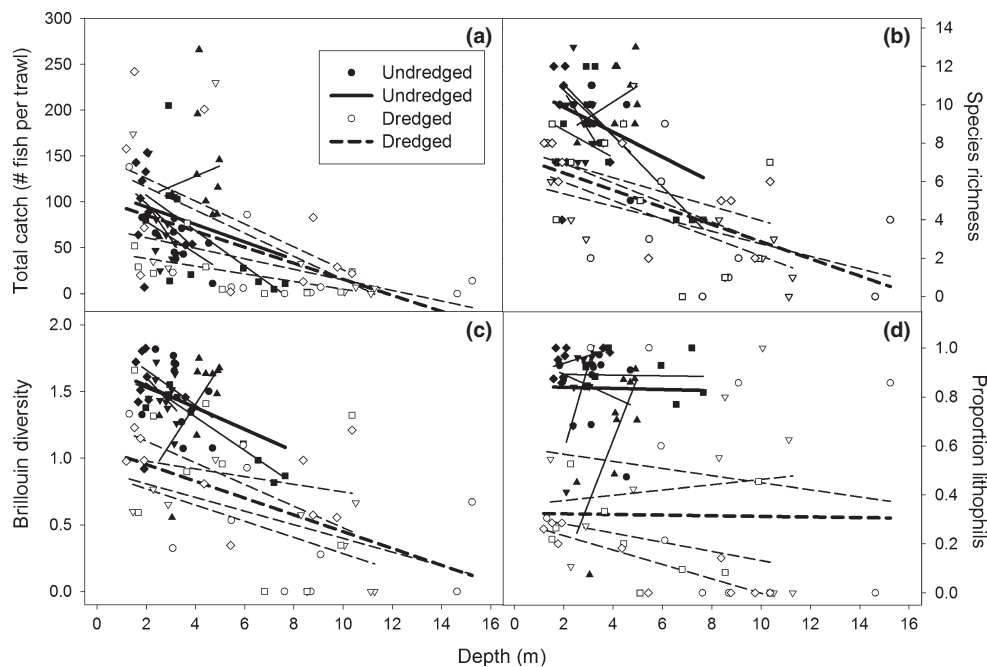 (a)
(b)
300
250
200
150
100
50
0
Total catch (# fish per trawl)
Undredged
Undredged
Dredged
Dredged
14
12
10
8
6
4
2
0
Species richness
(c)
(d)
2.0
1.5
1.0
0.5
0.0
Brillouin diversity
1.0
0.8
0.6
0.4
0.2
0.0
Proportion lithophils
0 2 4 6 8 10 12 14 16
0 2 4 6 8 10 12 14 16
Depth (m)